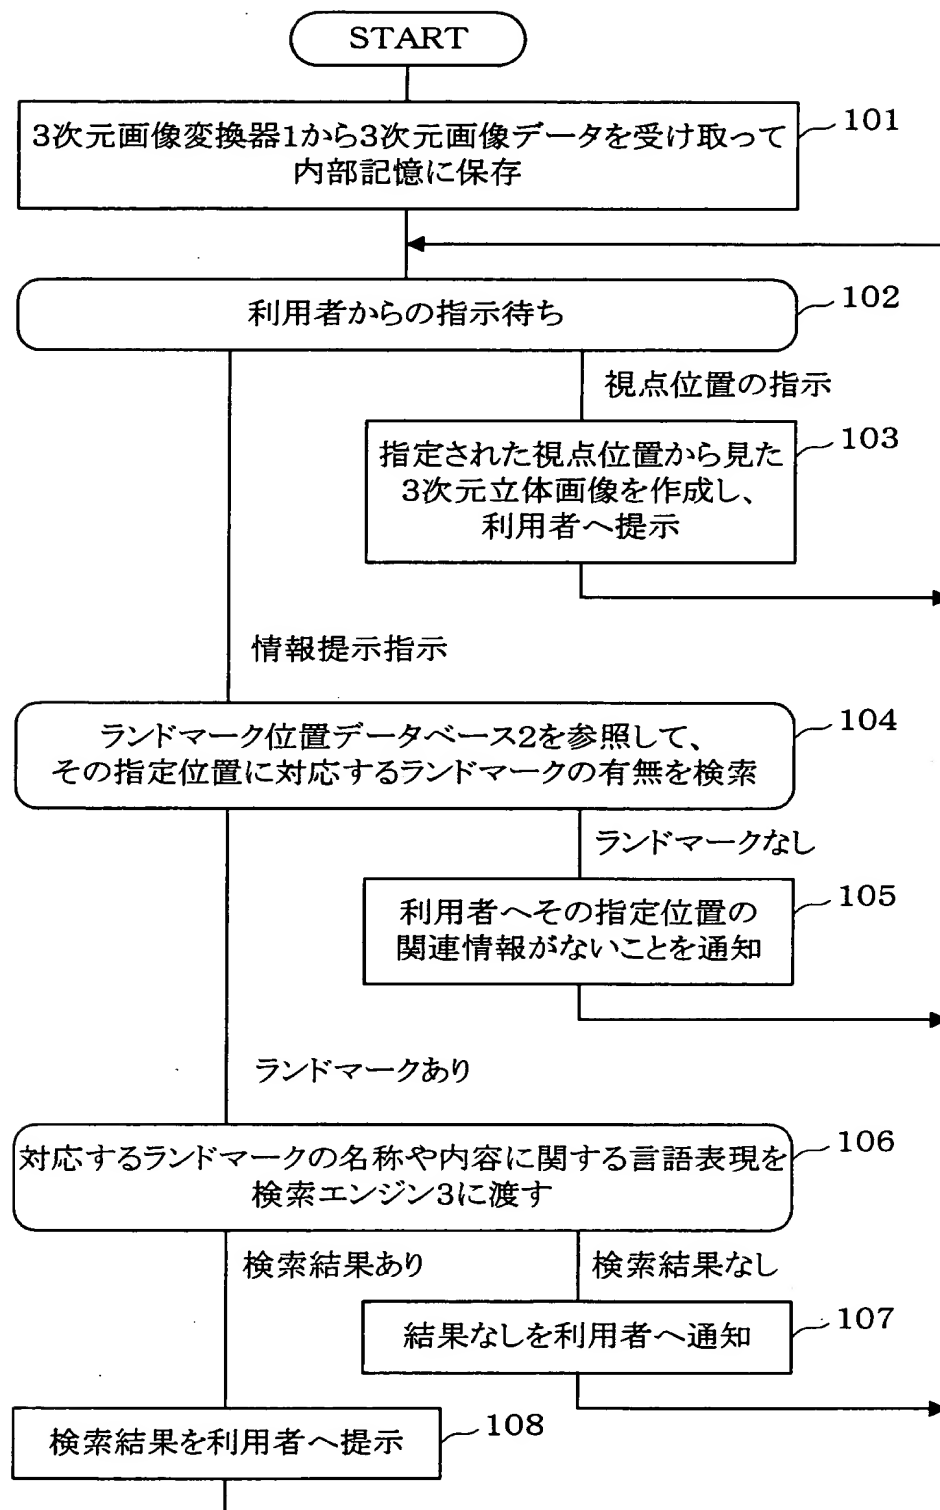 START
3次元画像変換器1から3次元画像データを受け取って
内部記憶に保存
101
利用者からの指示待ち
102
視点位置の指示
指定された視点位置から見た
3次元立体画像を作成し、
利用者へ提示
103
情報提示指示
ランドマーク位置データベース2を参照して、
その指定位置に対応するランドマークの有無を検索
104
ランドマークなし
利用者へその指定位置の
関連情報がないことを通知
105
ランドマークあり
対応するランドマークの名称や内容に関する言語表現を
検索エンジン3に渡す
106
検索結果あり
検索結果なし
結果なしを利用者へ通知
107
検索結果を利用者へ提示
108